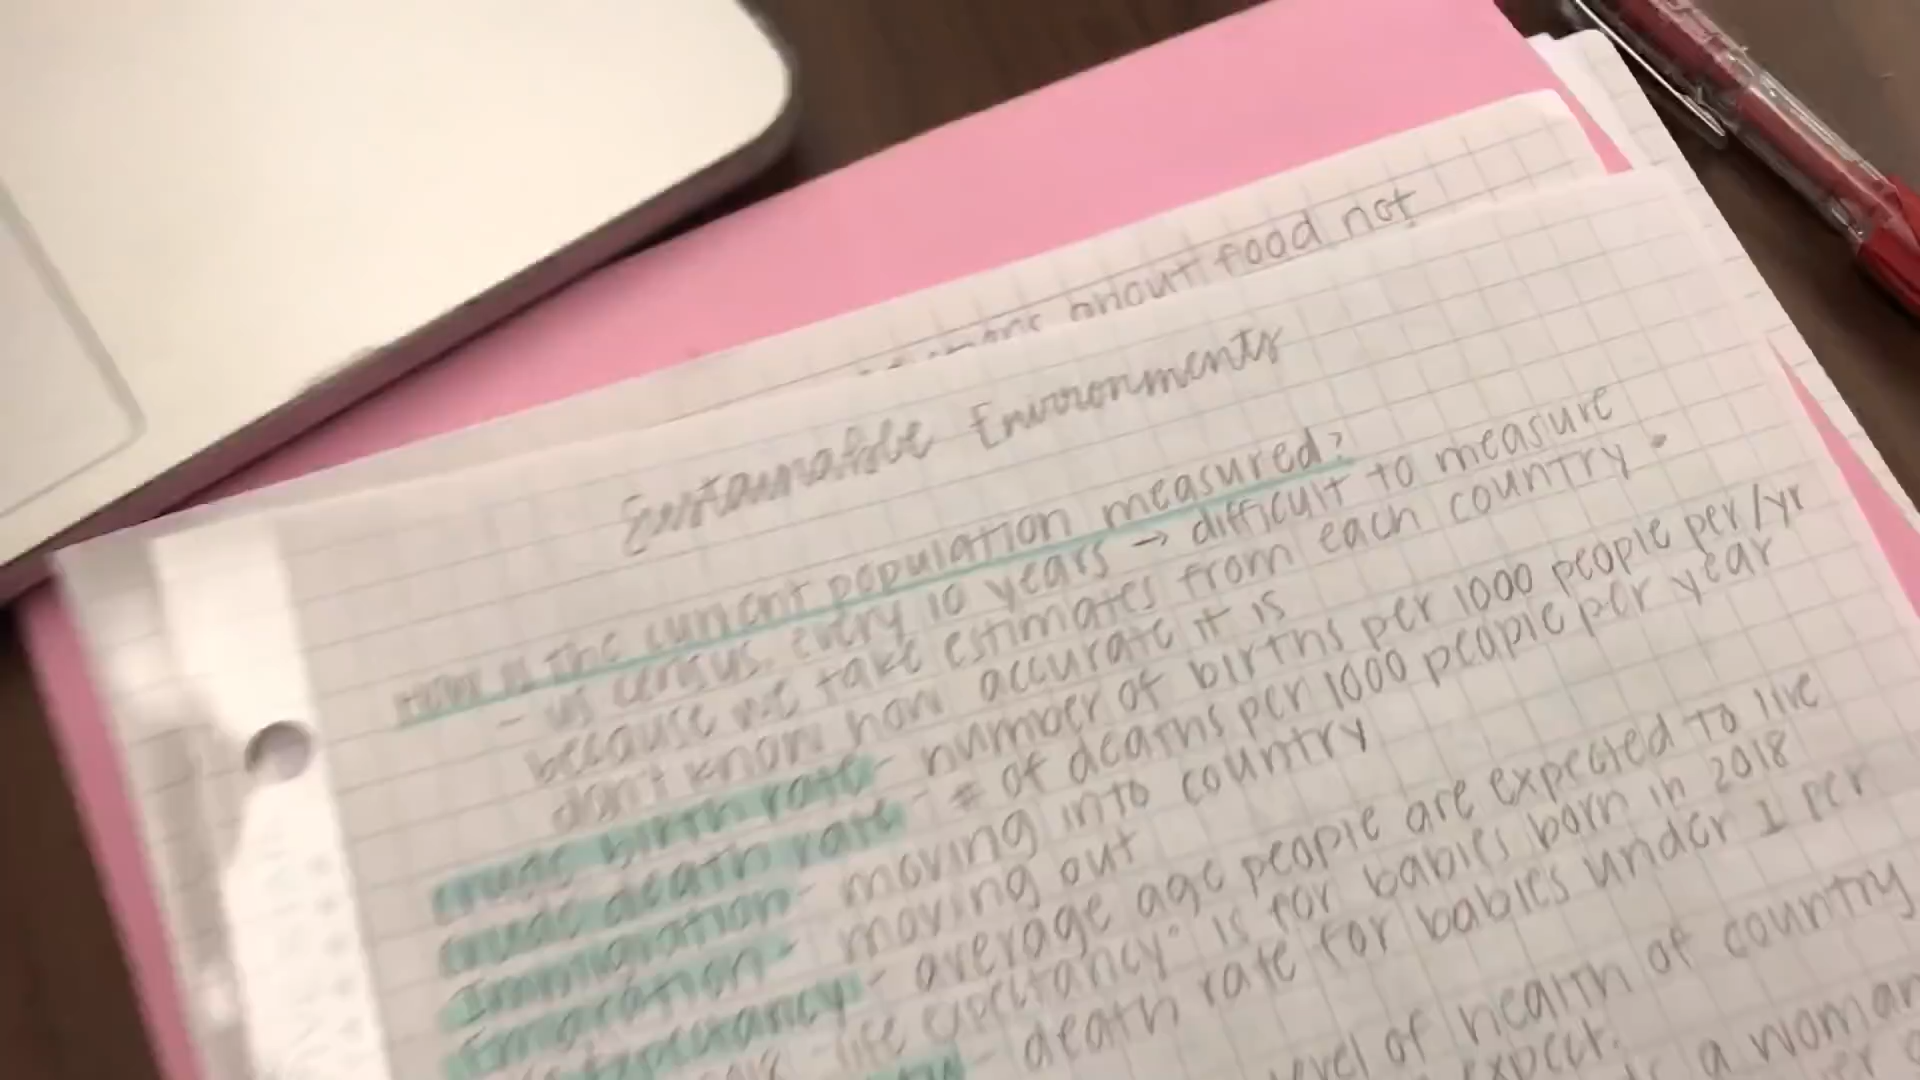 about food not
Sustainable Environments
How is the current population measured?
- US census, every 10 years → difficult to measure
because we take estimates from each country.
don't know how accurate it is
crude birth rate - number of births per 1000 people per/yr
crude death rate - # of deaths per 1000 people per year
Immigration - moving into country
Emigration - moving out
expectancy - average age people are expected to live
life expectancy. is for babies born in 2018
- death rate for babies under 1 per
level of health of country
expect.
a woman